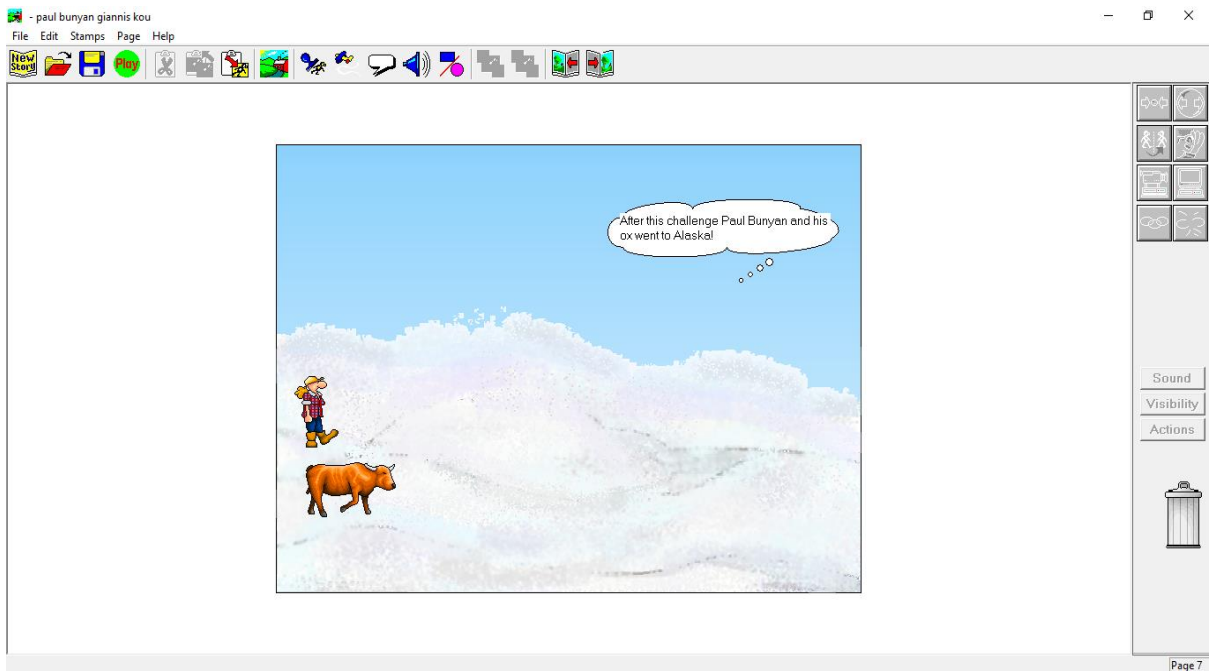 - paul bunyan giannis kou
File Edit Stamps Page Help
New Story Play
After this challenge Paul Bunyan and his
ox went to Alaska!
Sound
Visibility
Actions
Page 7